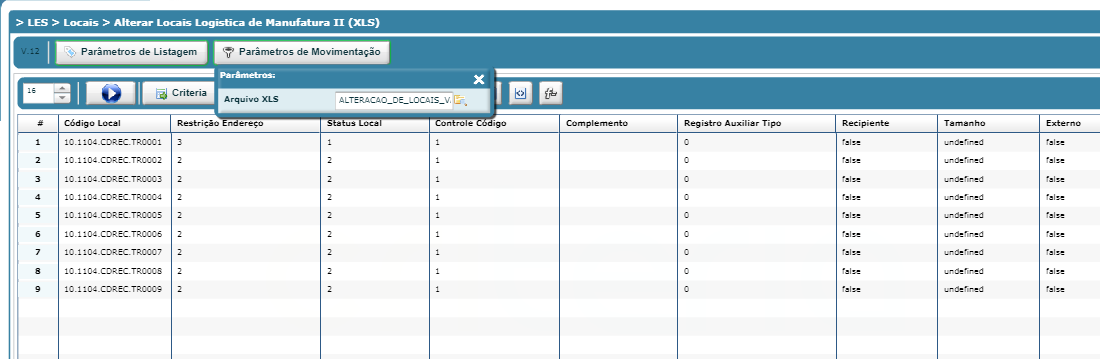 > LES > Locais > Alterar Locais Logistica de Manufatura II (XLS)
V.12 Parâmetros de Listagem Parâmetros de Movimentação
Parâmetros:
16 Criteria Arquivo XLS ALTERACAO_DE_LOCAIS_V.
# Código Local Restrição Endereço Status Local Controle Código Complemento Registro Auxiliar Tipo Recipiente Tamanho Externo
1 10.1104.CDREC.TR0001 3 1 1 0 false undefined false
2 10.1104.CDREC.TR0002 2 2 1 0 false undefined false
3 10.1104.CDREC.TR0003 2 2 1 0 false undefined false
4 10.1104.CDREC.TR0004 2 2 1 0 false undefined false
5 10.1104.CDREC.TR0005 2 2 1 0 false undefined false
6 10.1104.CDREC.TR0006 2 2 1 0 false undefined false
7 10.1104.CDREC.TR0007 2 2 1 0 false undefined false
8 10.1104.CDREC.TR0008 2 2 1 0 false undefined false
9 10.1104.CDREC.TR0009 2 2 1 0 false undefined false